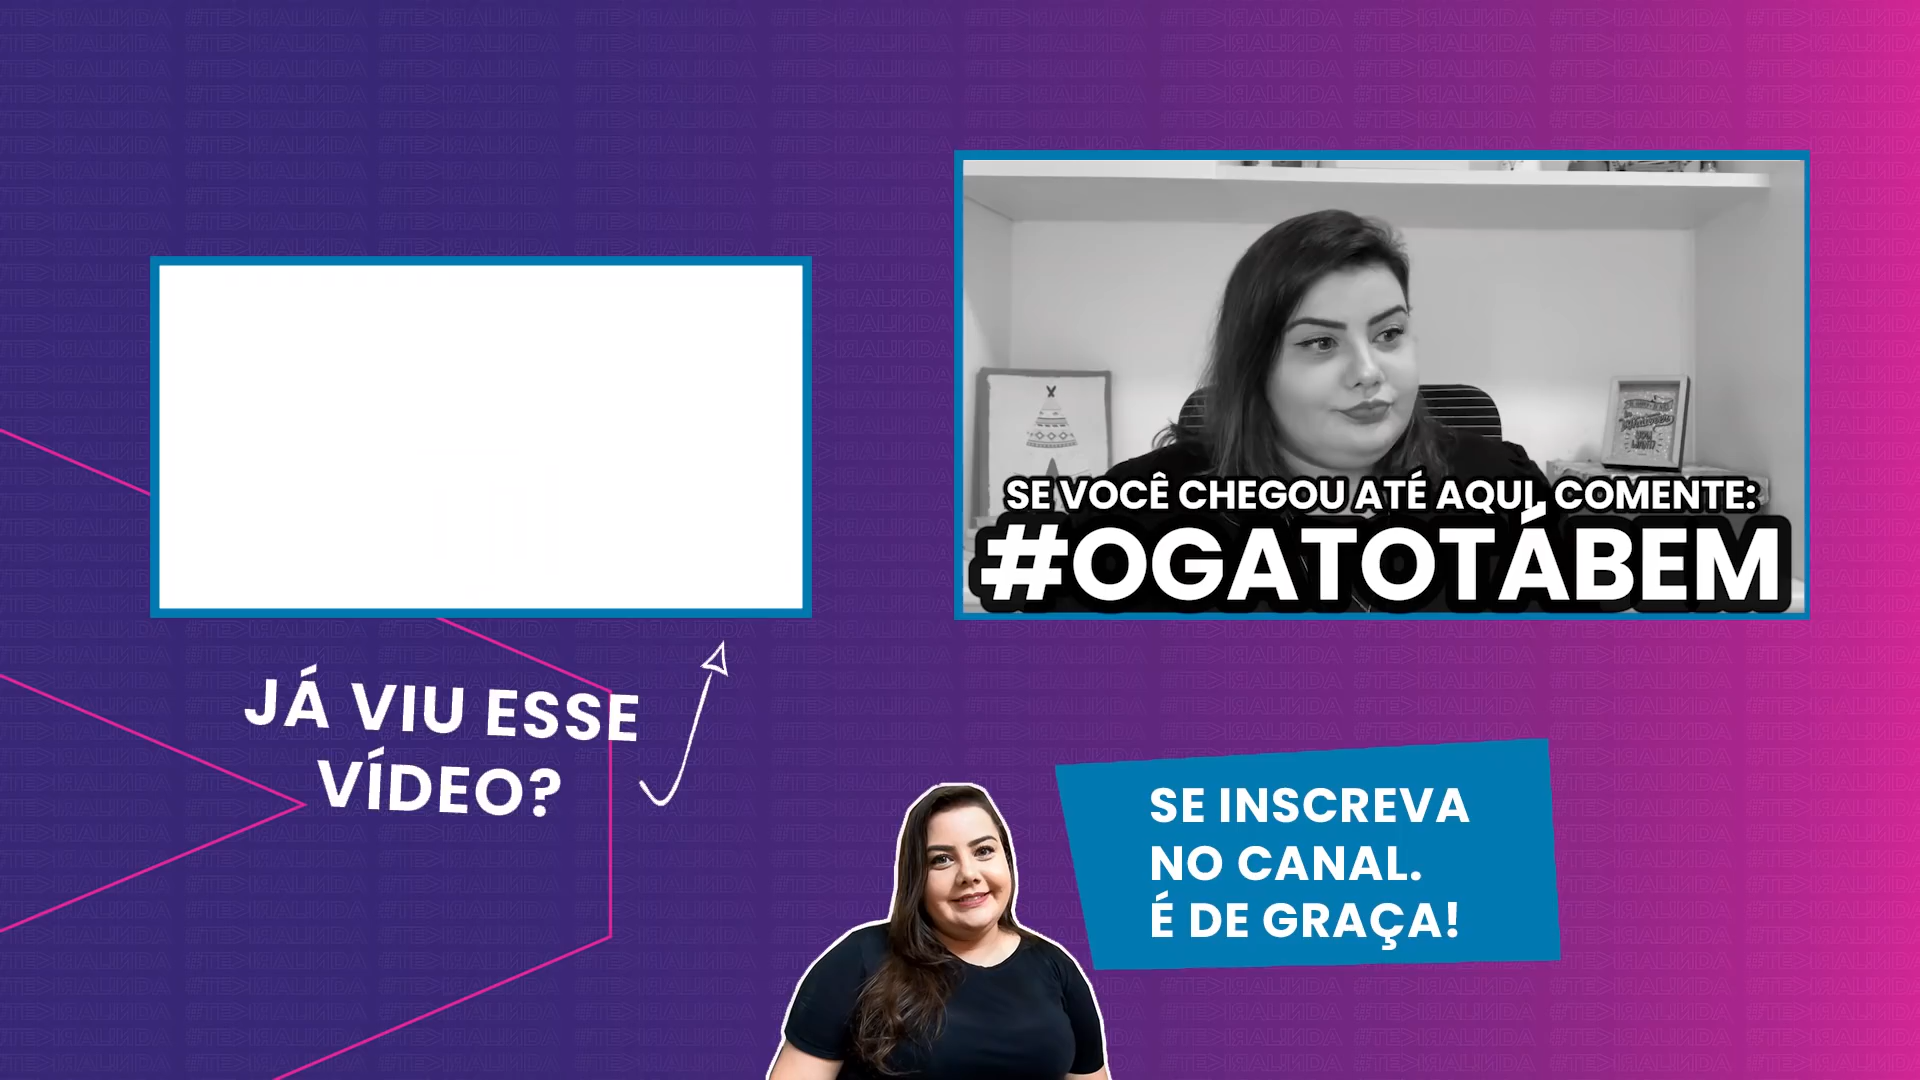 SE VOCÊ CHEGOU ATÉ AQUI, COMENTE:
#OGATOTÁBEM
JÁ VIU ESSE
VÍDEO?
SE INSCREVA
NO CANAL.
É DE GRAÇA!